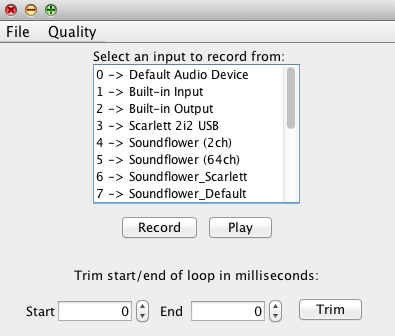 File Quality
Select an input to record from:
0 -> Default Audio Device
1 -> Built-in Input
2 -> Built-in Output
3 -> Scarlett 2i2 USB
4 -> Soundflower (2ch)
5 -> Soundflower (64ch)
6 -> Soundflower_Scarlett
7 -> Soundflower_Default
Record Play
Trim start/end of loop in milliseconds:
Start 0 End 0 Trim